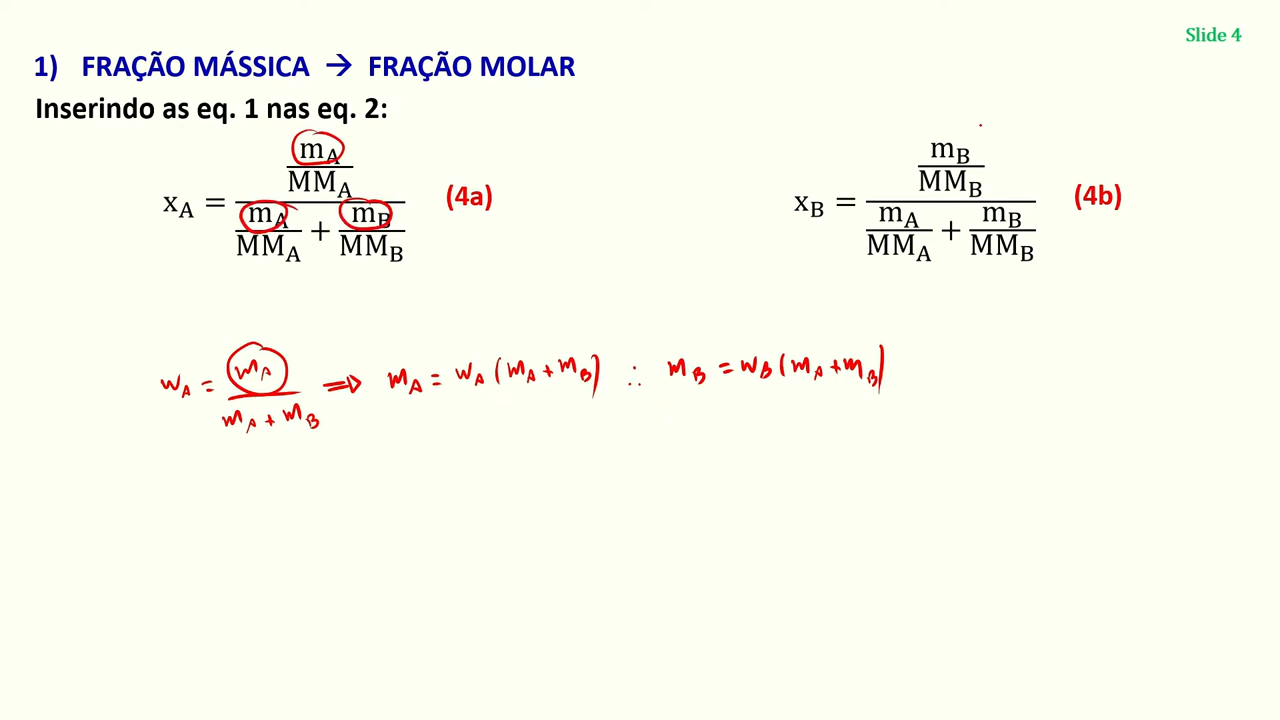 Slide 4
1) FRAÇÃO MÁSSICA → FRAÇÃO MOLAR
Inserindo as eq. 1 nas eq. 2:
x_A = (m_A/MM_A)/(m_A/MM_A + m_B/MM_B) (4a)
x_B = (m_B/MM_B)/(m_A/MM_A + m_B/MM_B) (4b)
w_A = m_A/(m_A + m_B) ⟹ m_A = w_A (m_A + m_B) ∴ m_B = w_B (m_A + m_B)